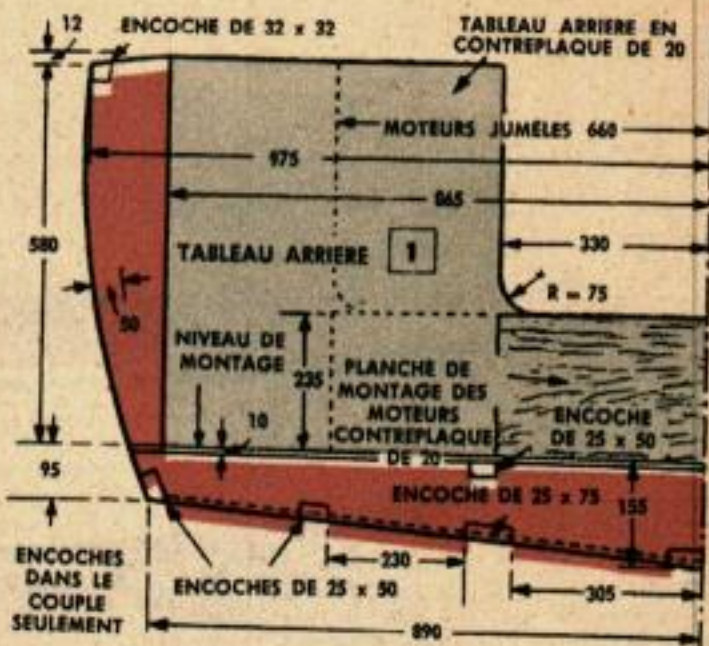 12
ENCOCHE DE 32 x 32
TABLEAU ARRIERE EN
CONTREPLAQUE DE 20
MOTEURS JUMELES 660
975
865
580
TABLEAU ARRIERE
1
330
R = 75
50
NIVEAU DE
MONTAGE
235
PLANCHE DE
MONTAGE DES
MOTEURS
CONTREPLAQUE
DE 20
10
ENCOCHE
DE 25 x 50
95
ENCOCHE DE 25 x 75
155
ENCOCHES
DANS LE
COUPLE
SEULEMENT
ENCOCHES DE 25 x 50
230
305
890